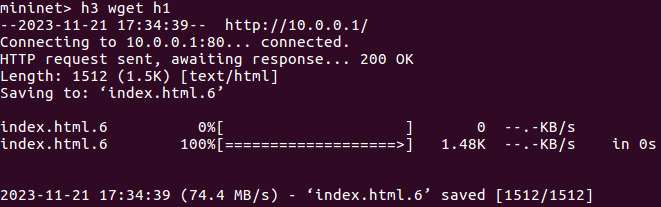 mininet> h3 wget h1
--2023-11-21 17:34:39--  http://10.0.0.1/
Connecting to 10.0.0.1:80... connected.
HTTP request sent, awaiting response... 200 OK
Length: 1512 (1.5K) [text/html]
Saving to: ‘index.html.6’

index.html.6          0%[                    ]       0  --.-KB/s
index.html.6        100%[===================>]   1.48K  --.-KB/s    in 0s

2023-11-21 17:34:39 (74.4 MB/s) - ‘index.html.6’ saved [1512/1512]